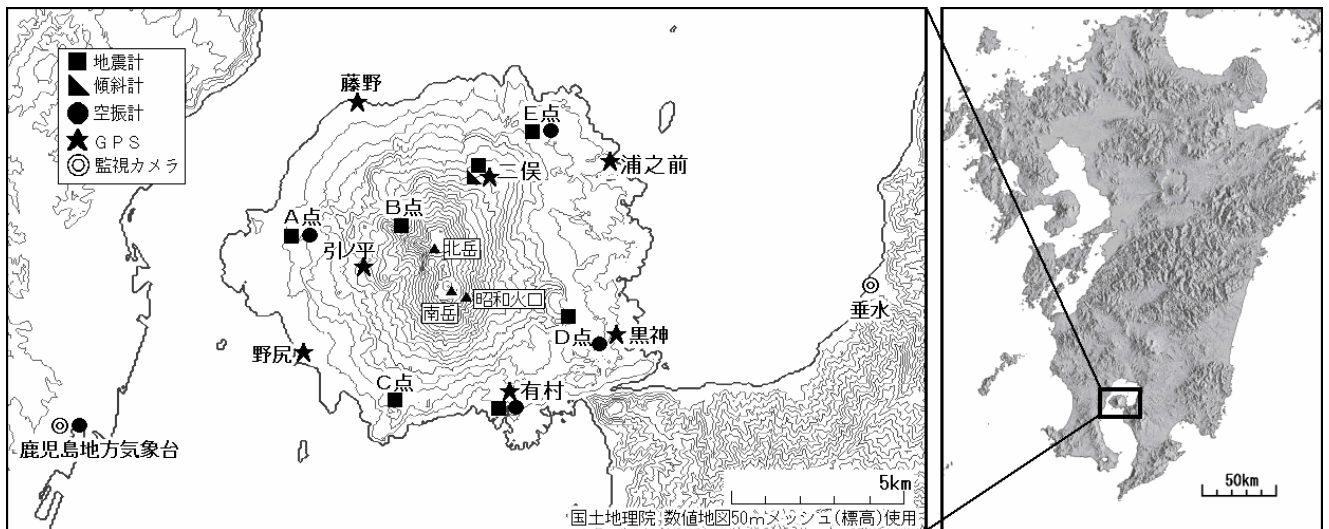 地震計
傾斜計
空振計
GPS
監視カメラ
藤野
E点
浦之前
二俣
B点
A点
引ノ平
北岳
昭和火口
南岳
垂水
D点
黒神
野尻
C点
有村
鹿児島地方気象台
5km
国土地理院 数値地図50mメッシュ(標高)使用
50km